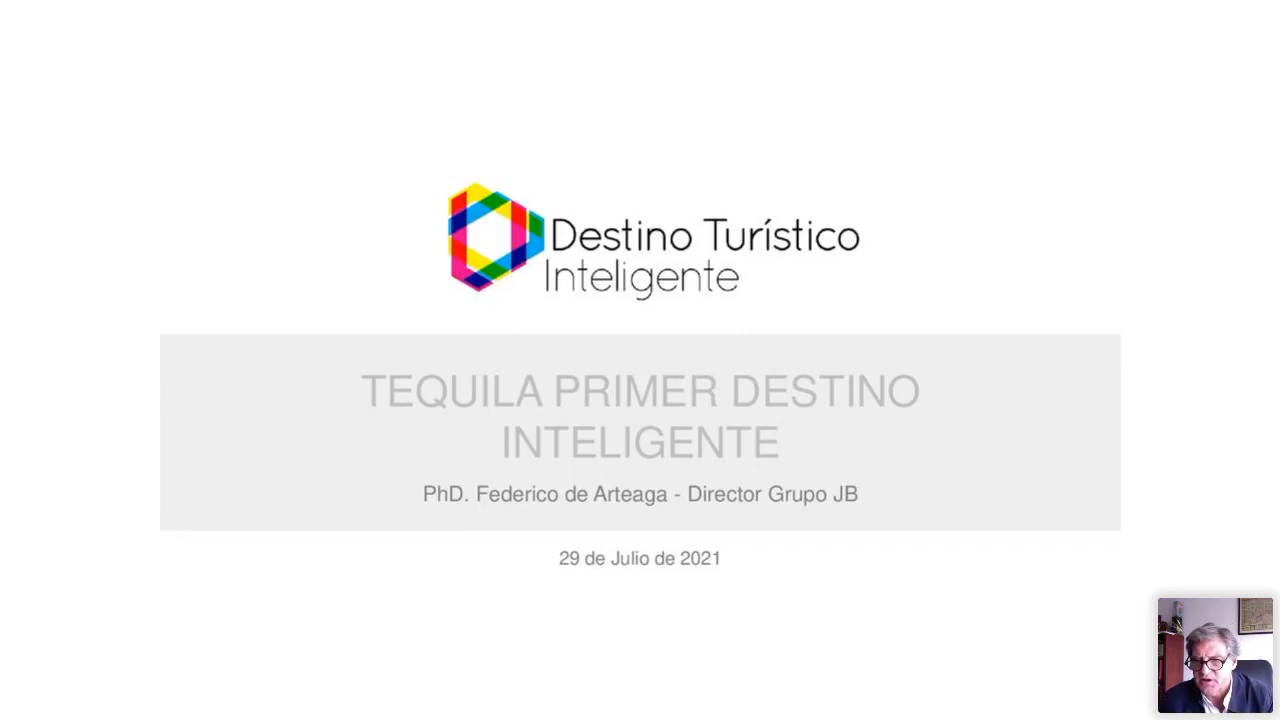 Destino Turístico
Inteligente
TEQUILA PRIMER DESTINO
INTELIGENTE
PhD. Federico de Arteaga - Director Grupo JB
29 de Julio de 2021